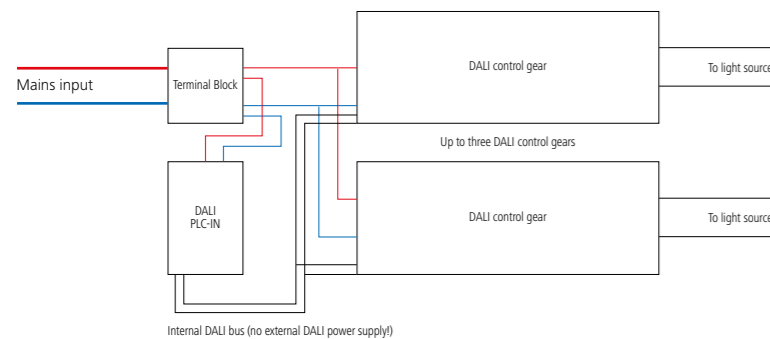 DALI control gear
To light source
Mains input
Terminal Block
Up to three DALI control gears
DALI
PLC-IN
DALI control gear
To light source
Internal DALI bus (no external DALI power supply!)